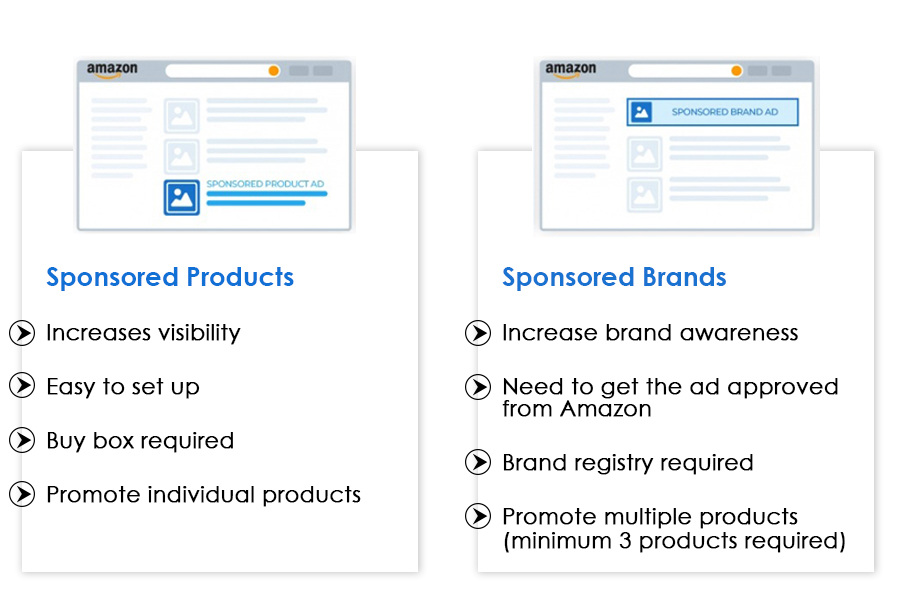 amazon
SPONSORED PRODUCT AD
Sponsored Products
Increases visibility
Easy to set up
Buy box required
Promote individual products
amazon
SPONSORED BRAND AD
Sponsored Brands
Increase brand awareness
Need to get the ad approved
from Amazon
Brand registry required
Promote multiple products
(minimum 3 products required)